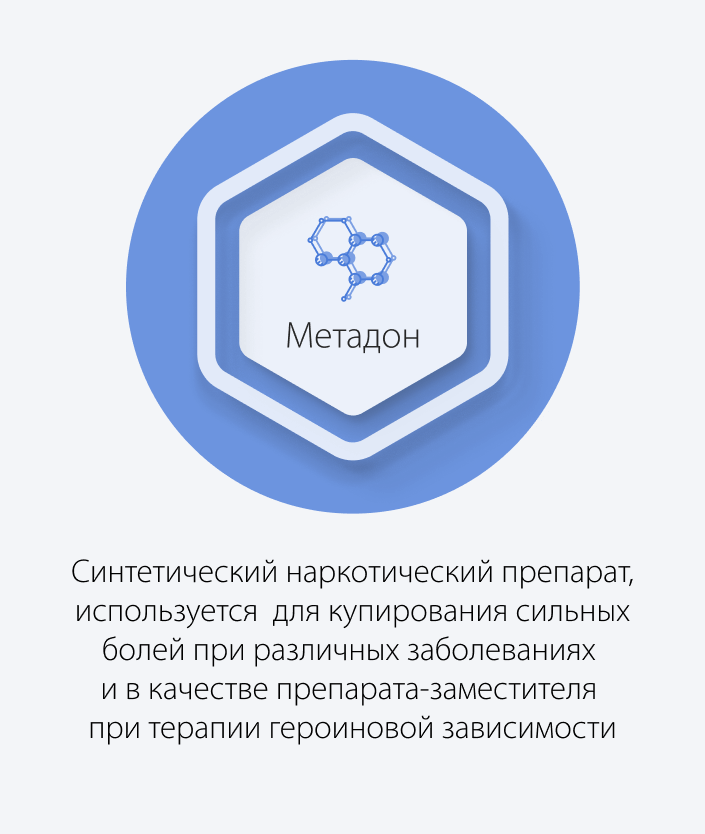 Метадон
Синтетический наркотический препарат,
используется для купирования сильных
болей при различных заболеваниях
и в качестве препарата-заместителя
при терапии героиновой зависимости